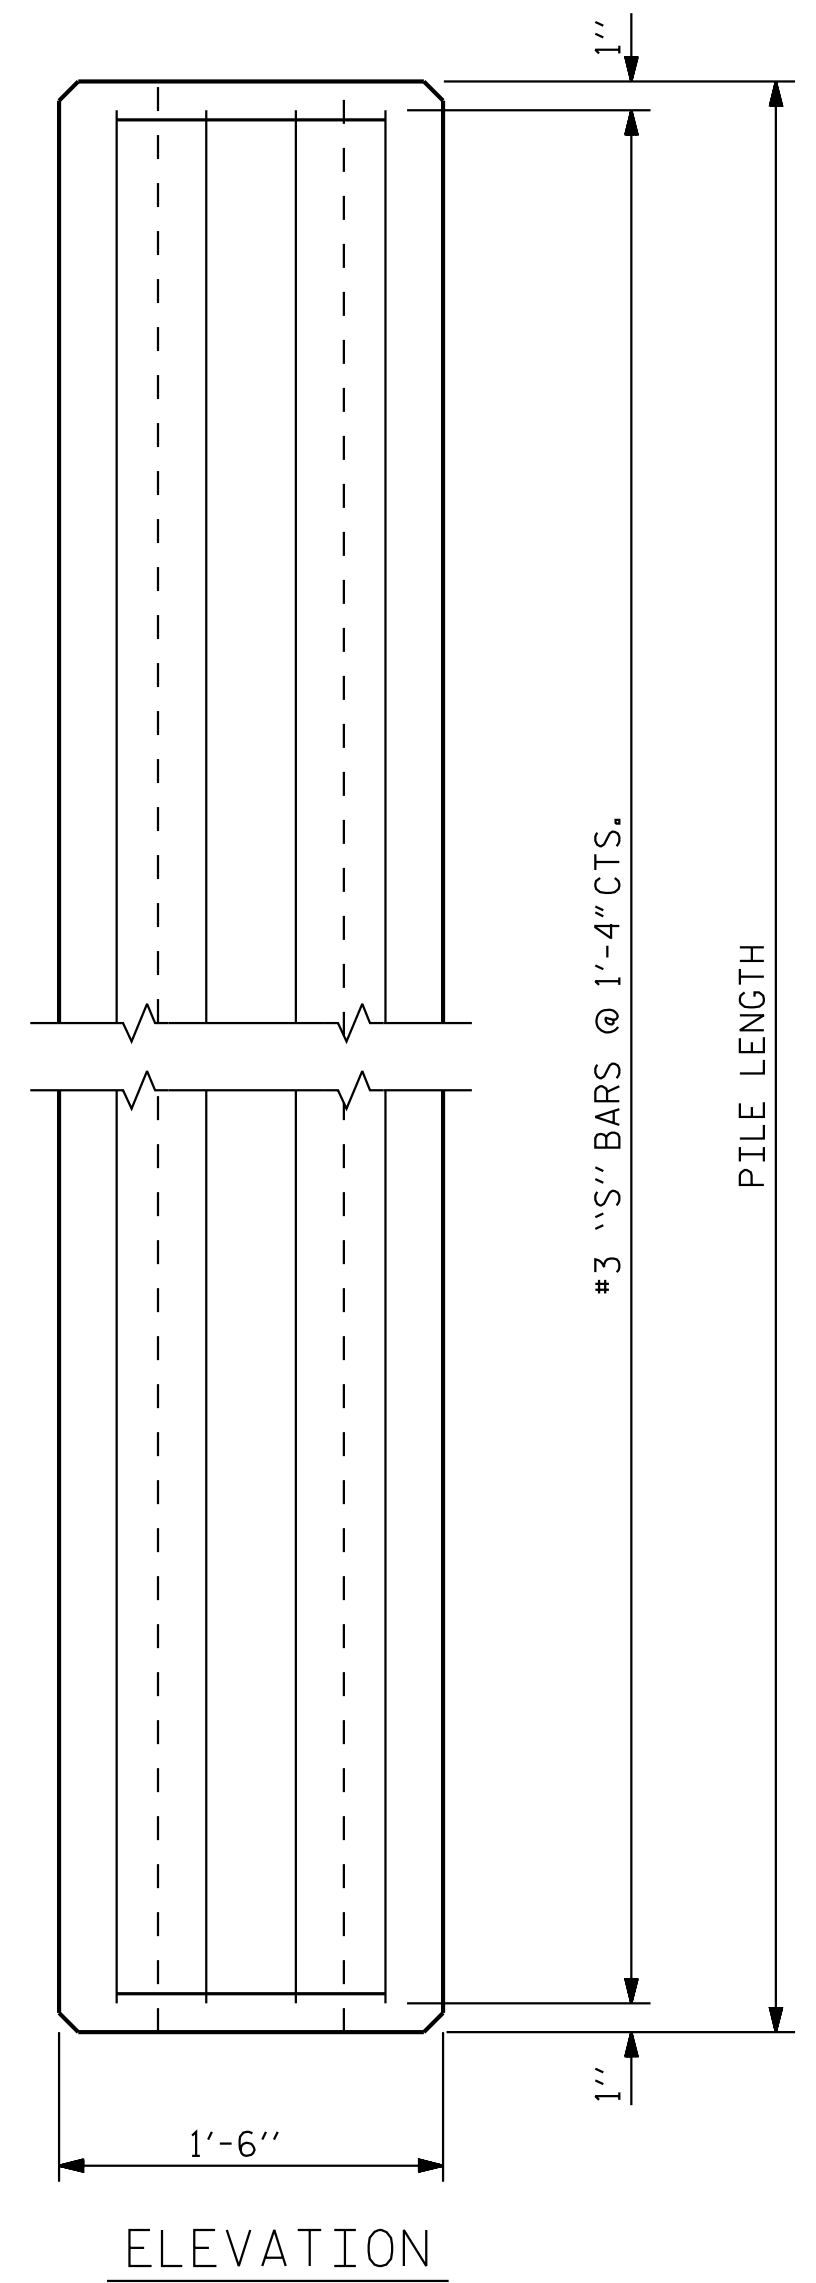 1''
#3 ``S'' BARS @ 1'-4" CTS.
PILE LENGTH
1''
1'-6''
ELEVATION